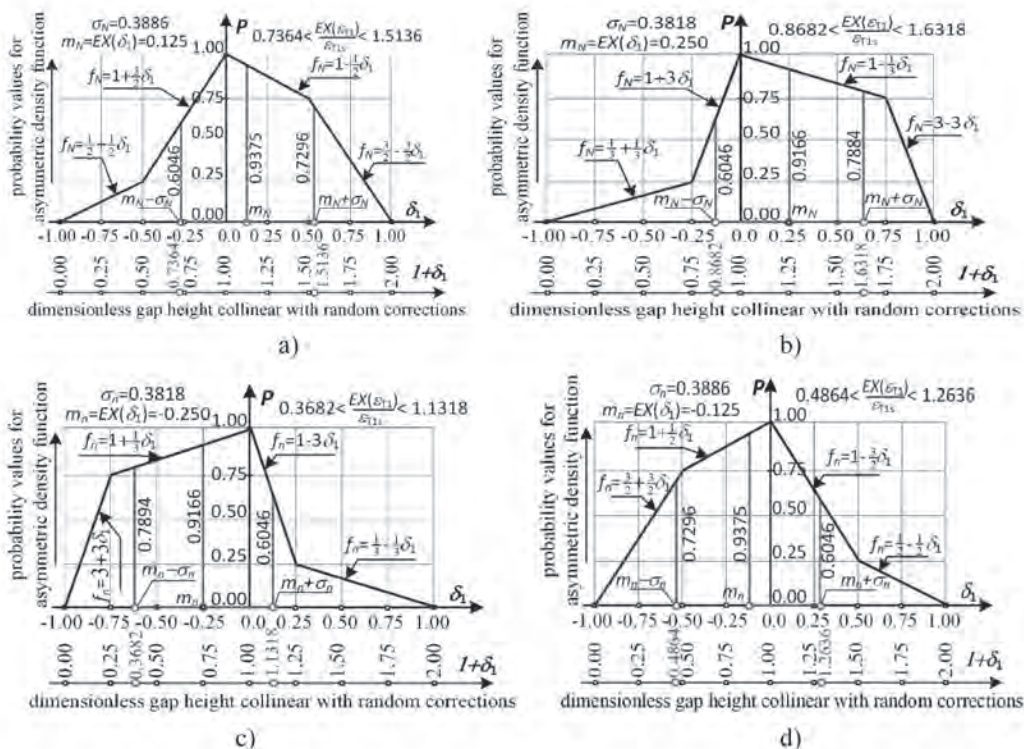 σN=0.3886
mN=EX(δ1)=0.125
P
0.7364< EX(εT1)/εT1s <1.5136
probability values for
asymmetric density function
fN=1+½δ1
fN=1-½δ1
fN=½+½δ1
1.00
0.75
0.50
0.25
0.00
0.6046
0.9375
0.7296
mN−σN
mN
mN+σN
δ1
-1.00 -0.75 -0.50 -0.25 0.0 0.25 0.50 0.75 1.00
0.00 0.25 0.50 0.7364 0.75 1.00 1.25 1.50 1.5136 1.75 2.00
1+δ1
dimensionless gap height collinear with random corrections
a)
σN=0.3818
mN=EX(δ1)=0.250
P
0.8682< EX(εT1)/εT1s <1.6318
probability values for
asymmetric density function
fN=1+3δ1
fN=1-⅓δ1
fN=⅓+⅓δ1
fN=3-3δ1
1.00
0.75
0.50
0.25
0.00
0.6046
0.9166
0.7884
mN−σN
mN
mN+σN
δ1
-1.00 -0.75 -0.50 -0.25 0.0 0.25 0.50 0.75 1.00
0.00 0.25 0.50 0.75 0.8682 1.00 1.25 1.50 1.6318 1.75 2.00
1+δ1
dimensionless gap height collinear with random corrections
b)
σn=0.3818
mn=EX(δ1)=-0.250
P
0.3682< EX(εT1)/εT1s <1.1318
probability values for
asymmetric density function
fn=1+⅓δ1
fn=1-3δ1
fn=3+3δ1
fn=⅓-⅓δ1
1.00
0.75
0.50
0.25
0.00
0.7894
0.9166
0.6046
mn−σn
mn
mn+σn
δ1
-1.00 -0.75 -0.50 -0.25 0.00 0.25 0.50 0.75 1.00
0.00 0.25 0.3682 0.50 0.75 1.00 1.1318 1.25 1.50 1.75 2.00
1+δ1
dimensionless gap height collinear with random corrections
c)
σn=0.3886
mn=EX(δ1)=-0.125
P
0.4864< EX(εT1)/εT1s <1.2636
probability values for
asymmetric density function
fn=1+½δ1
fn=1-3/2δ1
fn=3/2+3/2δ1
1.00
0.75
0.50
0.25
0.00
0.7296
0.9375
0.6046
mn−σn
mn
mn+σn
δ1
-1.00 -0.75 -0.50 -0.25 0.00 0.25 0.50 0.75 1.00
0.00 0.25 0.4864 0.50 0.75 1.00 1.25 1.2636 1.50 1.75 2.00
1+δ1
dimensionless gap height collinear with random corrections
d)